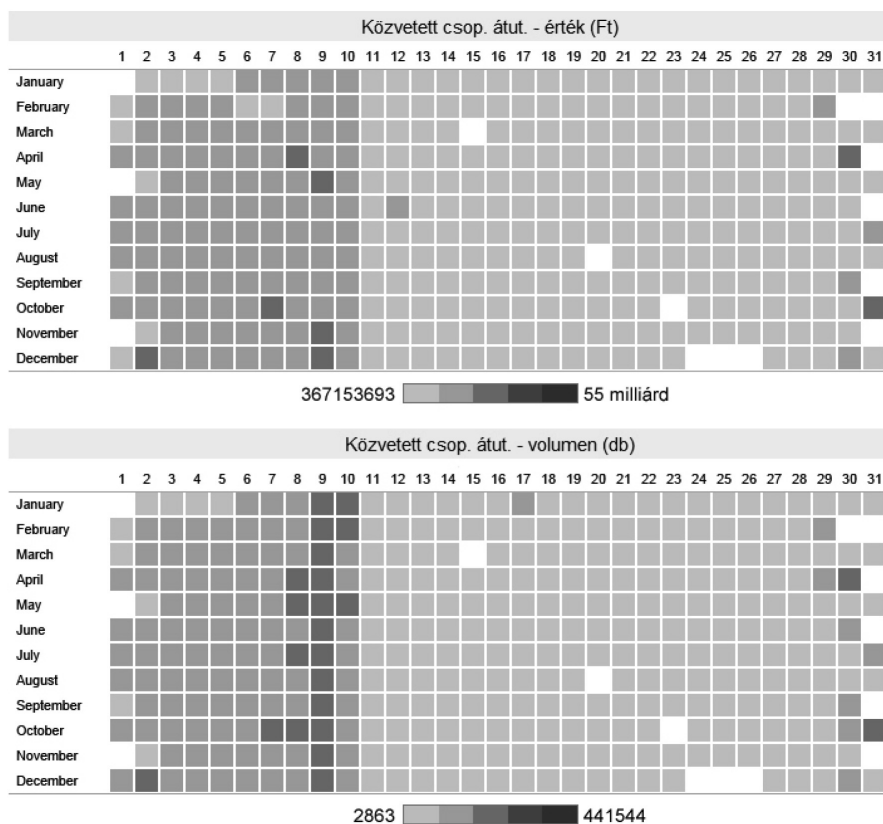 Közvetett csop. átut. - érték (Ft)
1 2 3 4 5 6 7 8 9 10 11 12 13 14 15 16 17 18 19 20 21 22 23 24 25 26 27 28 29 30 31
January
February
March
April
May
June
July
August
September
October
November
December
367153693 55 milliárd
Közvetett csop. átut. - volumen (db)
1 2 3 4 5 6 7 8 9 10 11 12 13 14 15 16 17 18 19 20 21 22 23 24 25 26 27 28 29 30 31
January
February
March
April
May
June
July
August
September
October
November
December
2863 441544